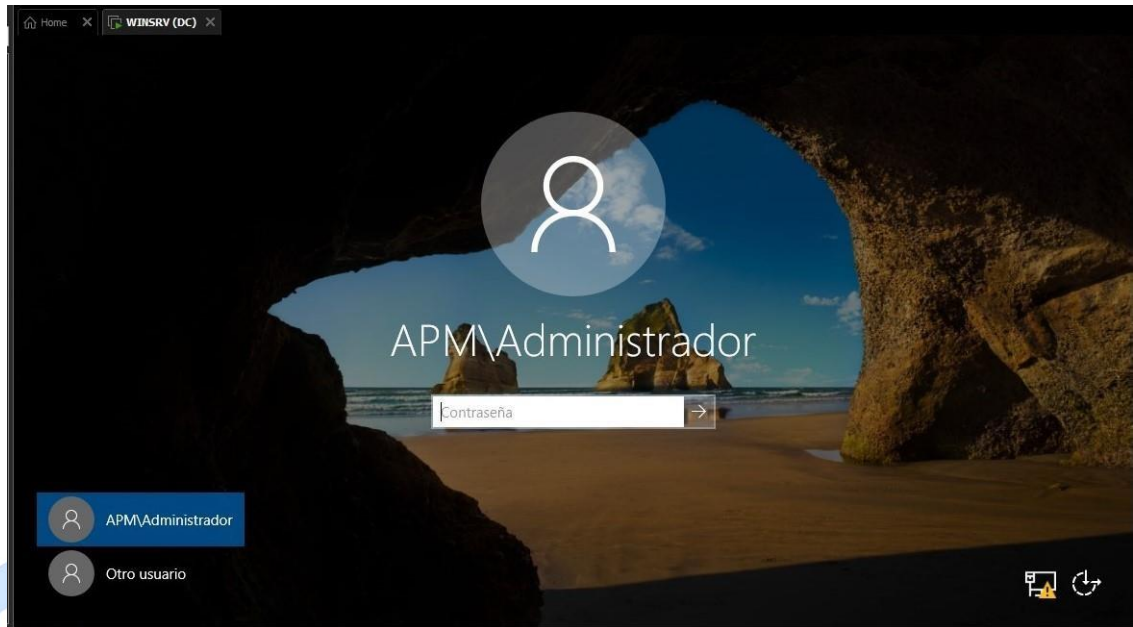 Home
WINSRV (DC)
APM\Administrador
Contraseña
APM\Administrador
Otro usuario